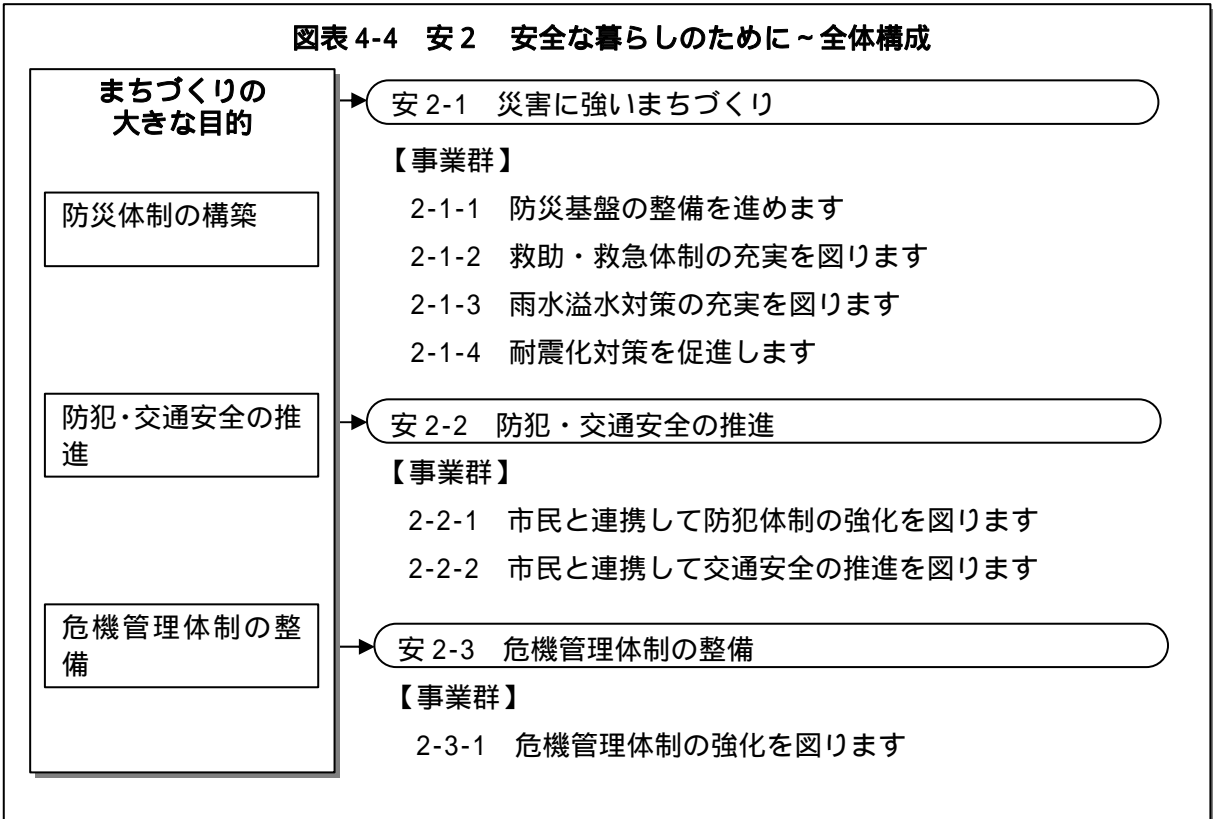 図表 4-4 安 2 安全な暮らしのために～全体構成
まちづくりの
大きな目的
防災体制の構築
防犯・交通安全の推
進
危機管理体制の整
備
安 2-1 災害に強いまちづくり
【事業群】
2-1-1 防災基盤の整備を進めます
2-1-2 救助・救急体制の充実を図ります
2-1-3 雨水溢水対策の充実を図ります
2-1-4 耐震化対策を促進します
安 2-2 防犯・交通安全の推進
【事業群】
2-2-1 市民と連携して防犯体制の強化を図ります
2-2-2 市民と連携して交通安全の推進を図ります
安 2-3 危機管理体制の整備
【事業群】
2-3-1 危機管理体制の強化を図ります